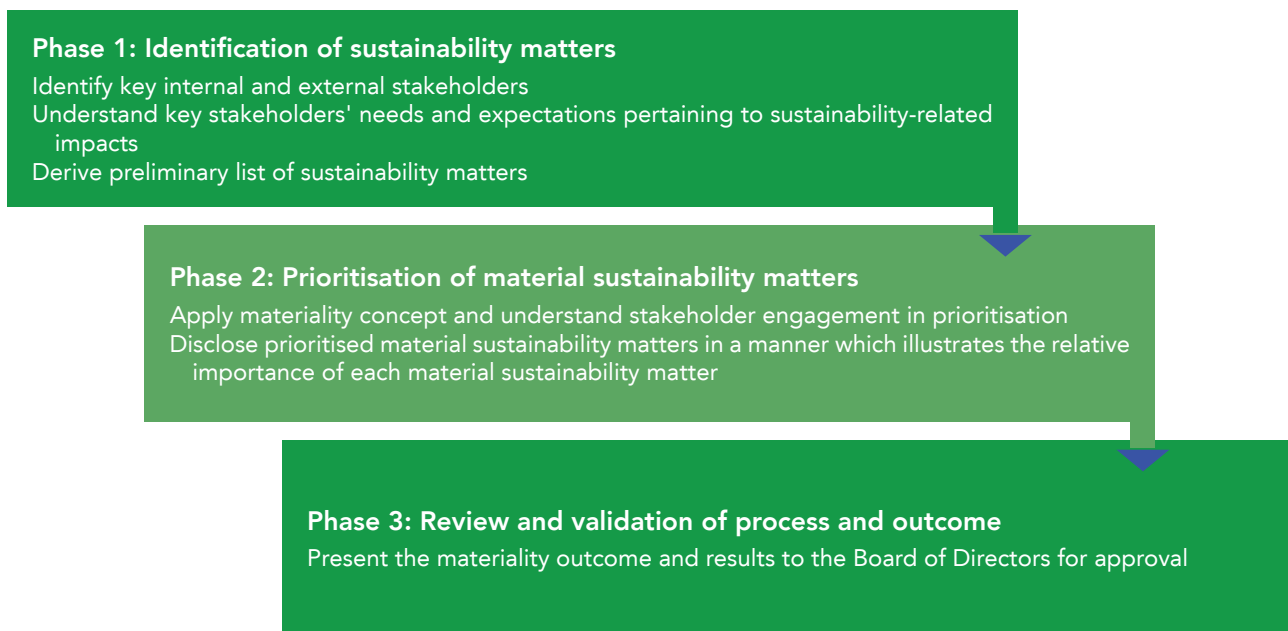 Phase 1: Identification of sustainability matters
Identify key internal and external stakeholders
Understand key stakeholders' needs and expectations pertaining to sustainability-related
impacts
Derive preliminary list of sustainability matters
Phase 2: Prioritisation of material sustainability matters
Apply materiality concept and understand stakeholder engagement in prioritisation
Disclose prioritised material sustainability matters in a manner which illustrates the relative
importance of each material sustainability matter
Phase 3: Review and validation of process and outcome
Present the materiality outcome and results to the Board of Directors for approval